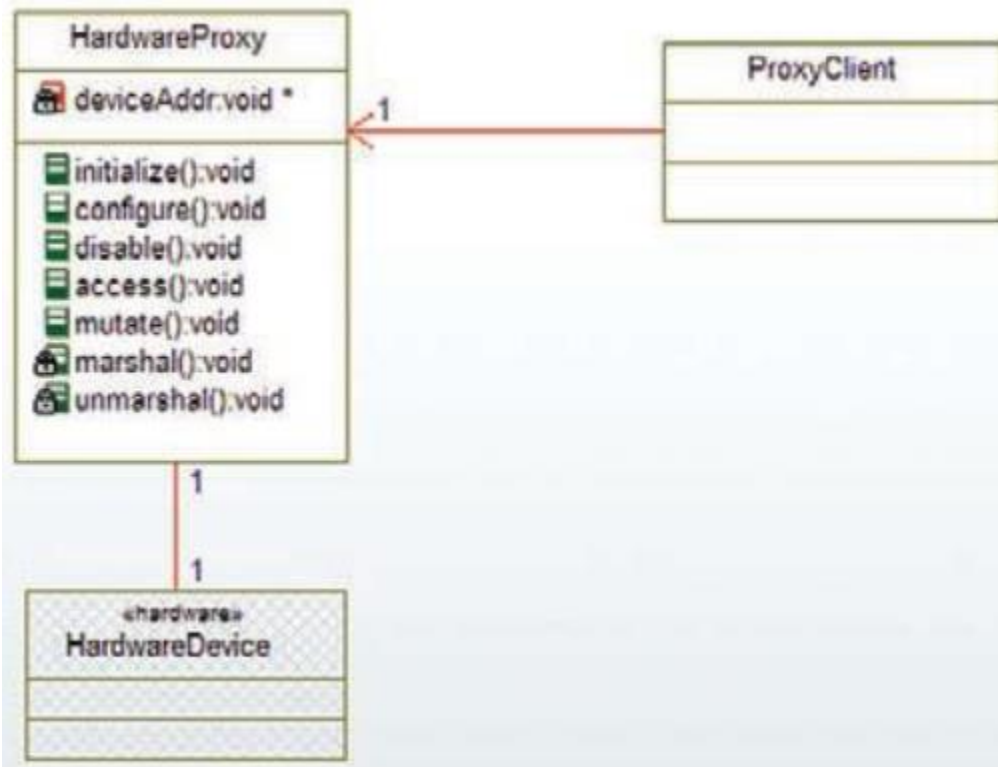 HardwareProxy
deviceAddr:void *
initialize():void
configure():void
disable():void
access():void
mutate():void
marshal():void
unmarshal():void
1
ProxyClient
1
1
«hardware»
HardwareDevice